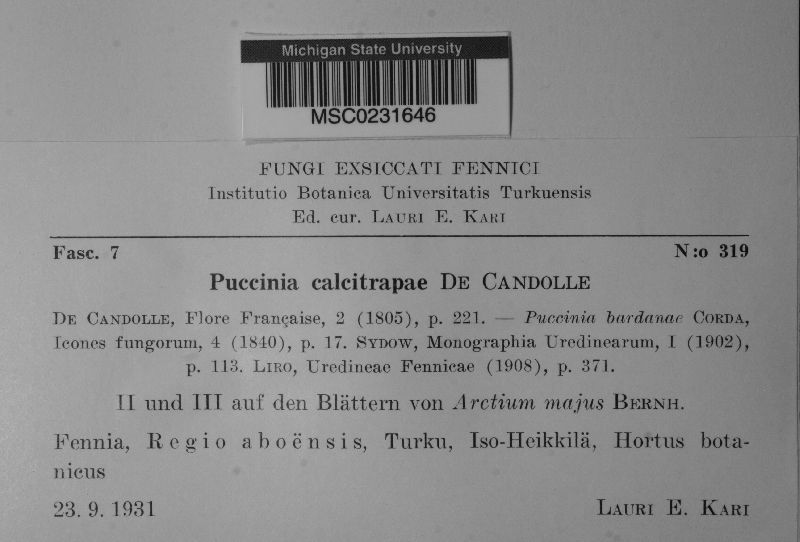 Michigan State University
MSC0231646
FUNGI EXSICCATI FENNICI
Institutio Botanica Universitatis Turkuensis
Ed. cur. LAURI E. KARI
Fasc. 7 N:o 319
Puccinia calcitrapae DE CANDOLLE
DE CANDOLLE, Flore Française, 2 (1805), p. 221. — Puccinia bardanae CORDA,
Icones fungorum, 4 (1840), p. 17. SYDOW, Monographia Uredinearum, I (1902),
p. 113. LIRO, Uredineae Fennicae (1908), p. 371.
II und III auf den Blättern von Arctium majus BERNH.
Fennia, Regio aboënsis, Turku, Iso-Heikkilä, Hortus bota-
nicus
23. 9. 1931 LAURI E. KARI